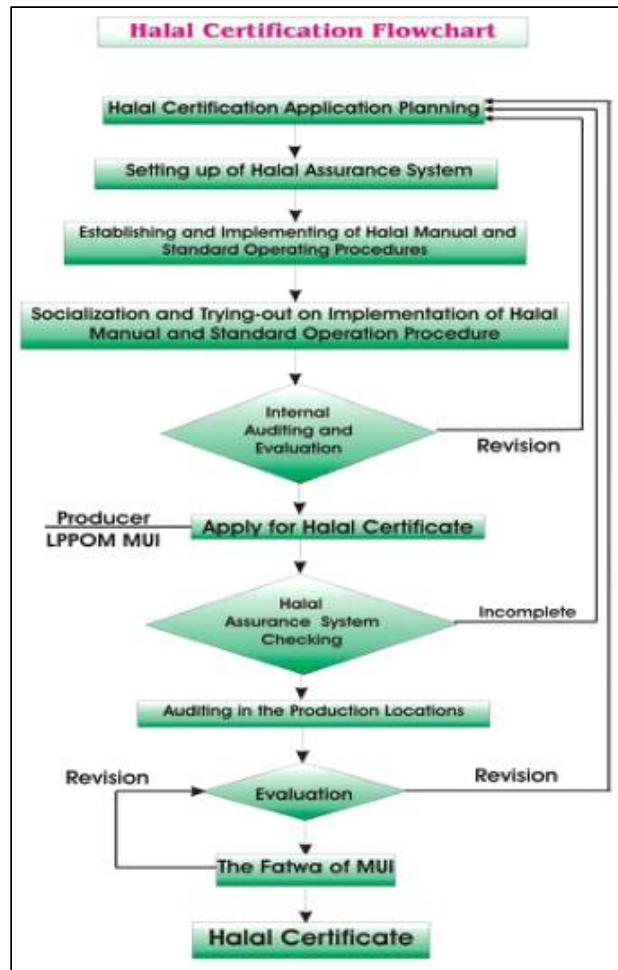 Halal Certification Flowchart
Halal Certification Application Planning
Setting up of Halal Assurance System
Establishing and Implementing of Halal Manual and
Standard Operating Procedures
Socialization and Trying-out on Implementation of Halal
Manual and Standard Operation Procedure
Internal
Auditing and
Evaluation
Revision
Producer
LPPOM MUI
Apply for Halal Certificate
Halal
Assurance System
Checking
Incomplete
Auditing in the Production Locations
Revision
Evaluation
Revision
The Fatwa of MUI
Halal Certificate